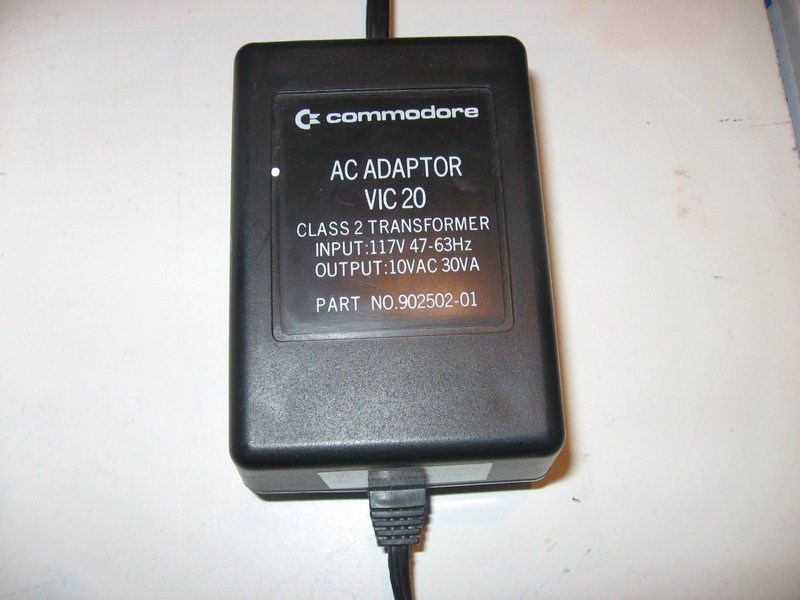 commodore
AC ADAPTOR
VIC 20
CLASS 2 TRANSFORMER
INPUT:117V 47-63Hz
OUTPUT:10VAC 30VA
PART NO.902502-01